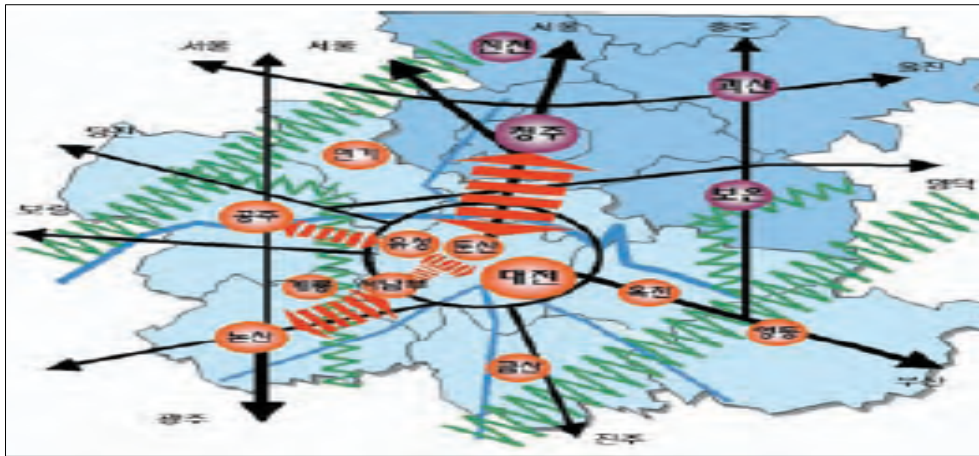 서울
서울
서울
충주
진천
울진
괴산
청주
당진
연기
영덕
보령
공주
보은
유성
둔산
대전
계룡
서남부
옥천
논산
영동
금산
부산
광주
진주